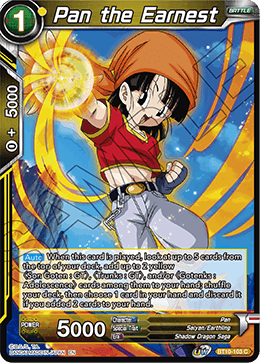 1
Pan the Earnest
BATTLE
+ 5000
Auto When this card is played, look at up to 5 cards from
the top of your deck, add up to 2 yellow
《Son Goten : GT》, 《Trunks : GT》, and/or 《Gotenks :
Adolescence》 cards among them to your hand, shuffle
your deck, then choose 1 card in your hand and discard it
if you added 2 cards to your hand.
POWER
5000
Character Pan
Special Trait Saiyan, Earthling
Era Shadow Dragon Saga
BT10-103 C